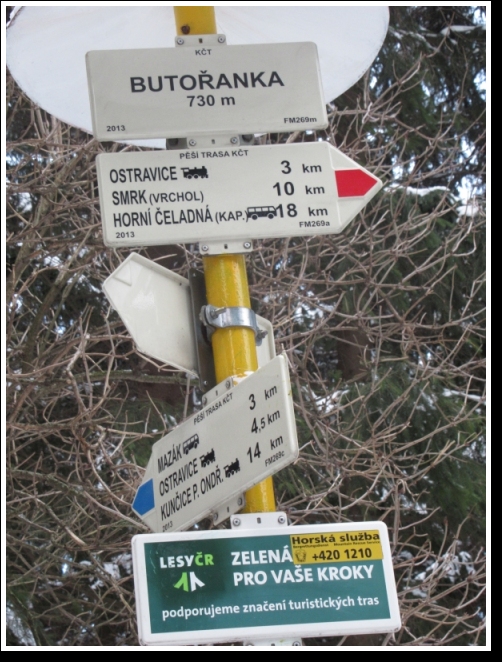 KČT
BUTOŘANKA
730 m
2013 FM269m
PĚŠÍ TRASA KČT
OSTRAVICE 3 km
SMRK (VRCHOL) 10 km
HORNÍ ČELADNÁ (KAP.) 18 km
2013 FM269a
PĚŠÍ TRASA KČT
MAZÁK 3 km
OSTRAVICE 4,5 km
KUNČICE P. ONDŘ. 14 km
2013 FM269c
LESYČR
ZELENÁ
PRO VAŠE KROKY
podporujeme značení turistických tras
Horská služba
+420 1210